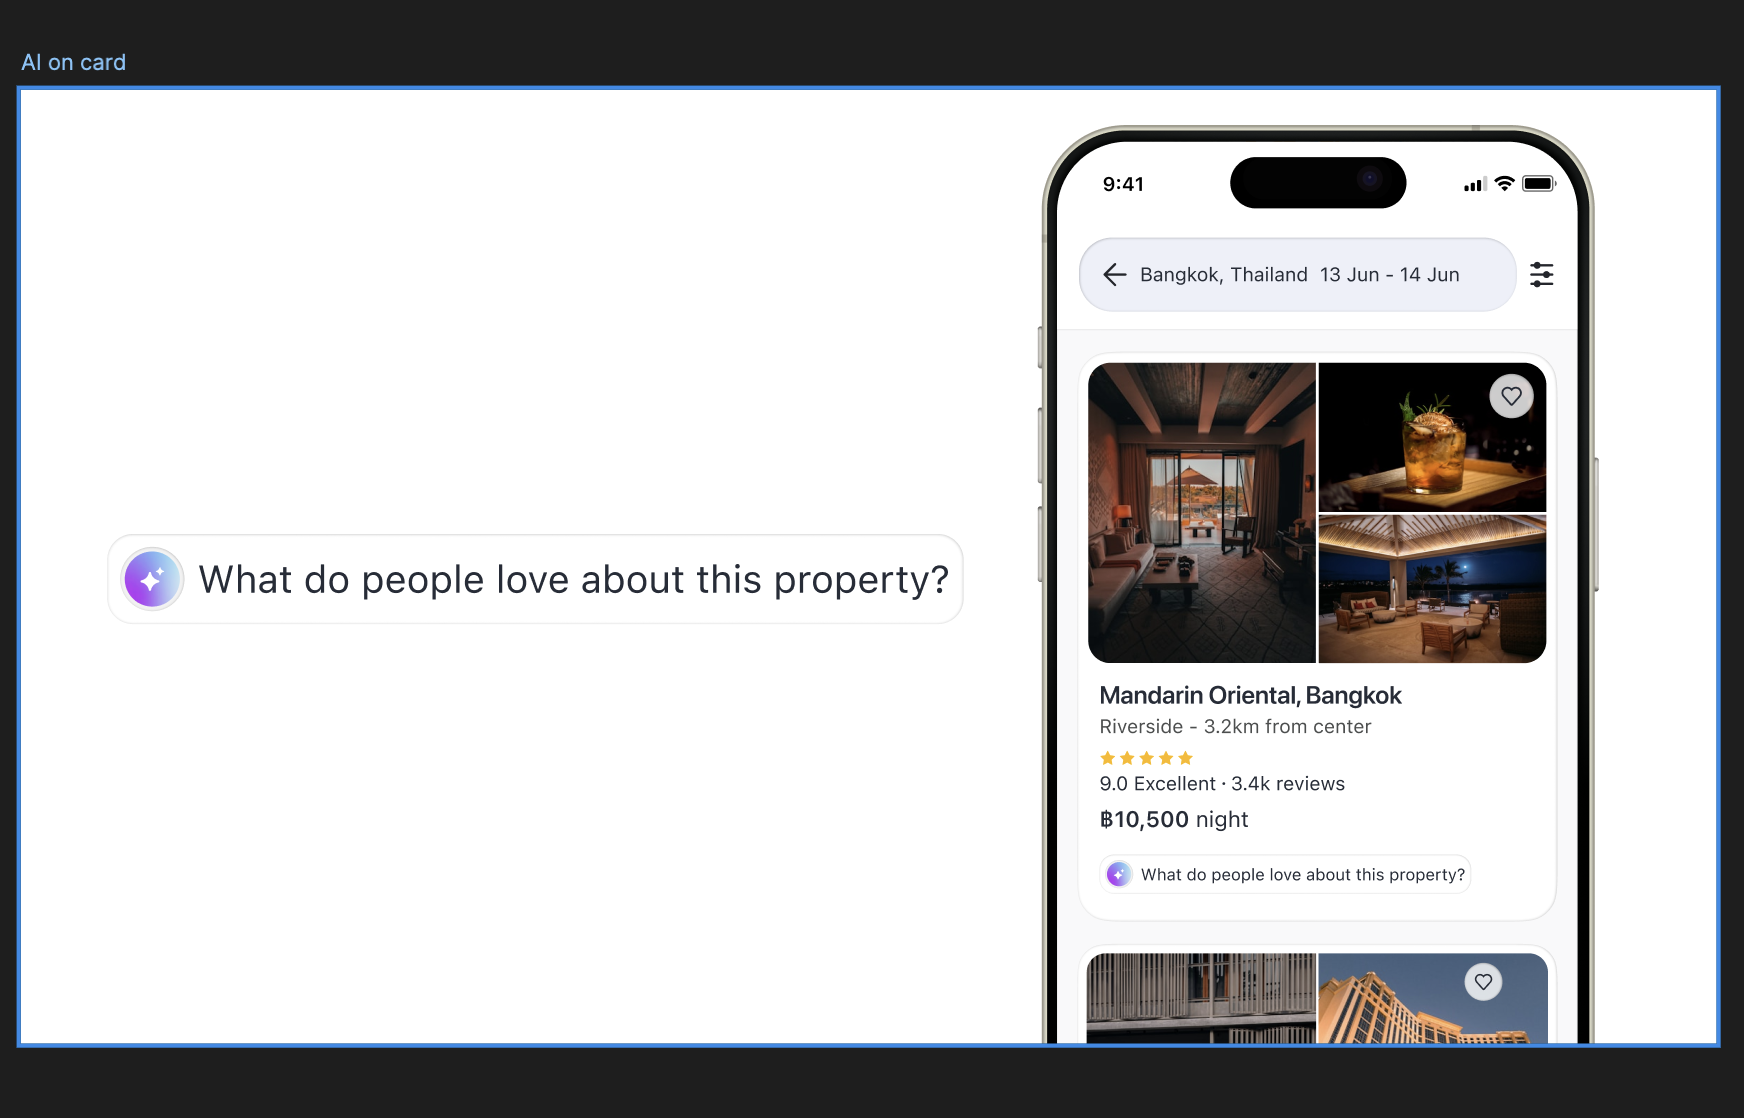 AI on card
What do people love about this property?
9:41
Bangkok, Thailand 13 Jun - 14 Jun
Mandarin Oriental, Bangkok
Riverside - 3.2km from center
9.0 Excellent · 3.4k reviews
฿10,500 night
What do people love about this property?